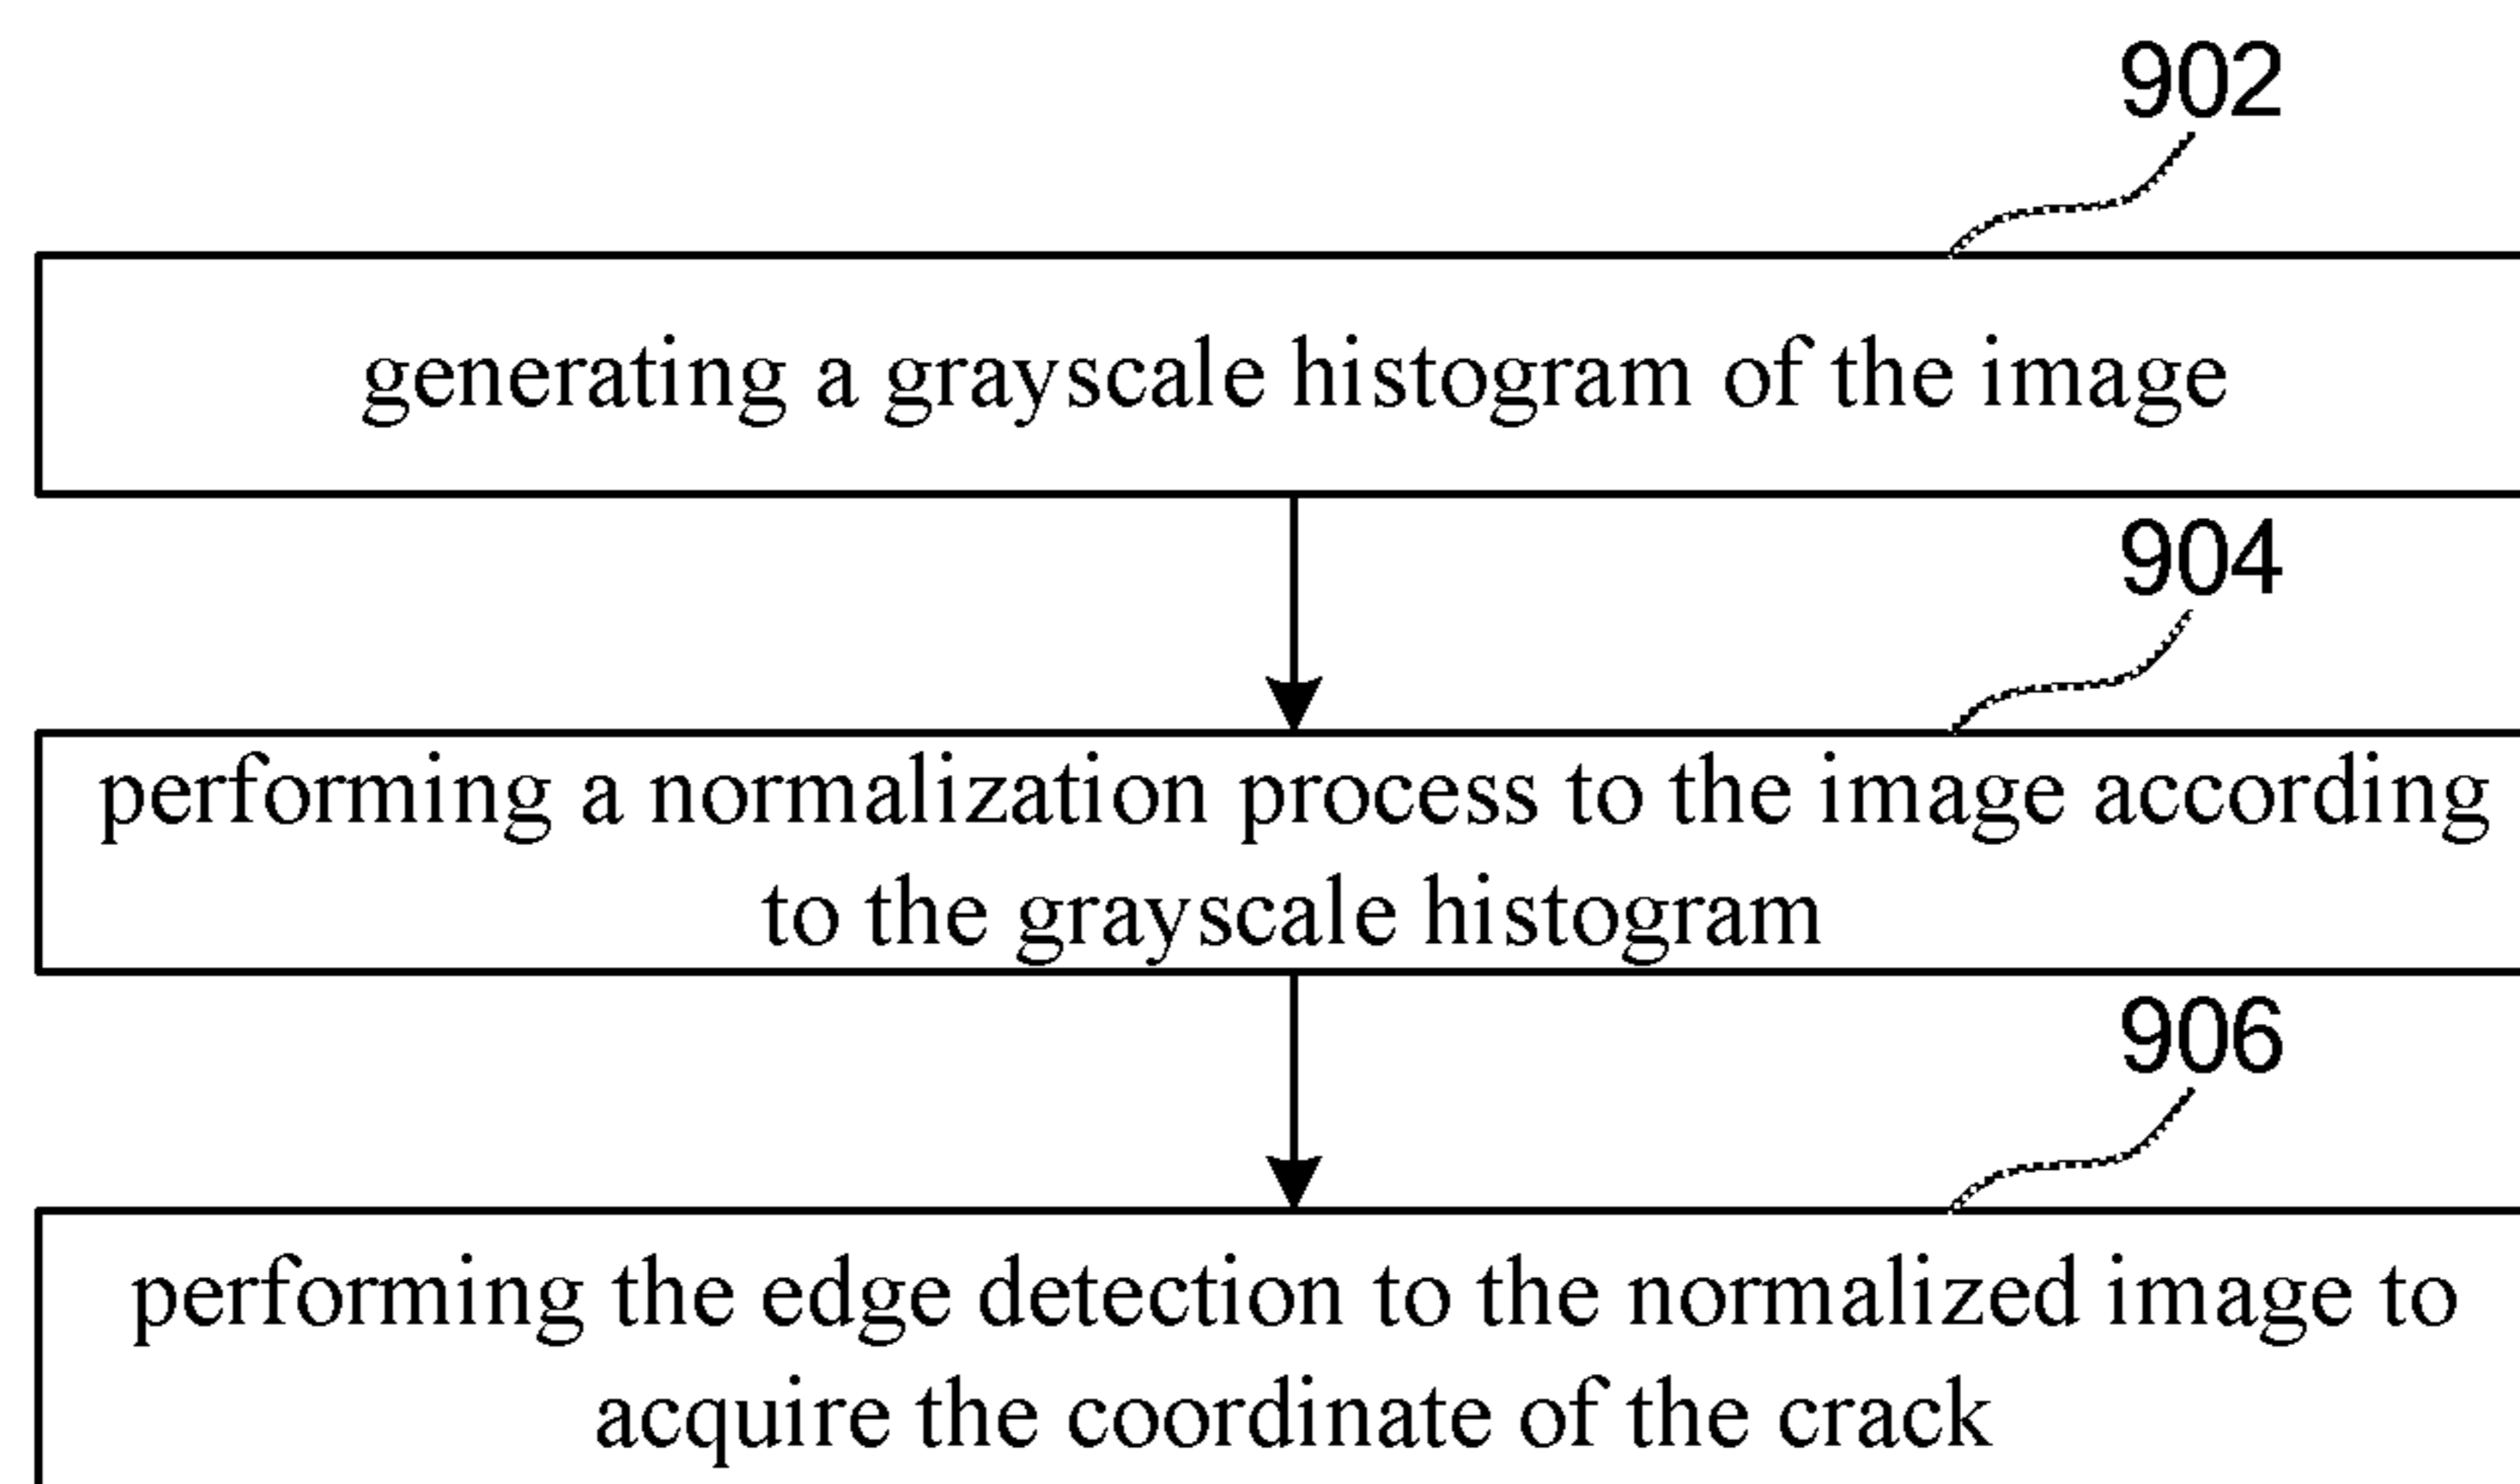 902
generating a grayscale histogram of the image
904
performing a normalization process to the image according
to the grayscale histogram
906
performing the edge detection to the normalized image to
acquire the coordinate of the crack